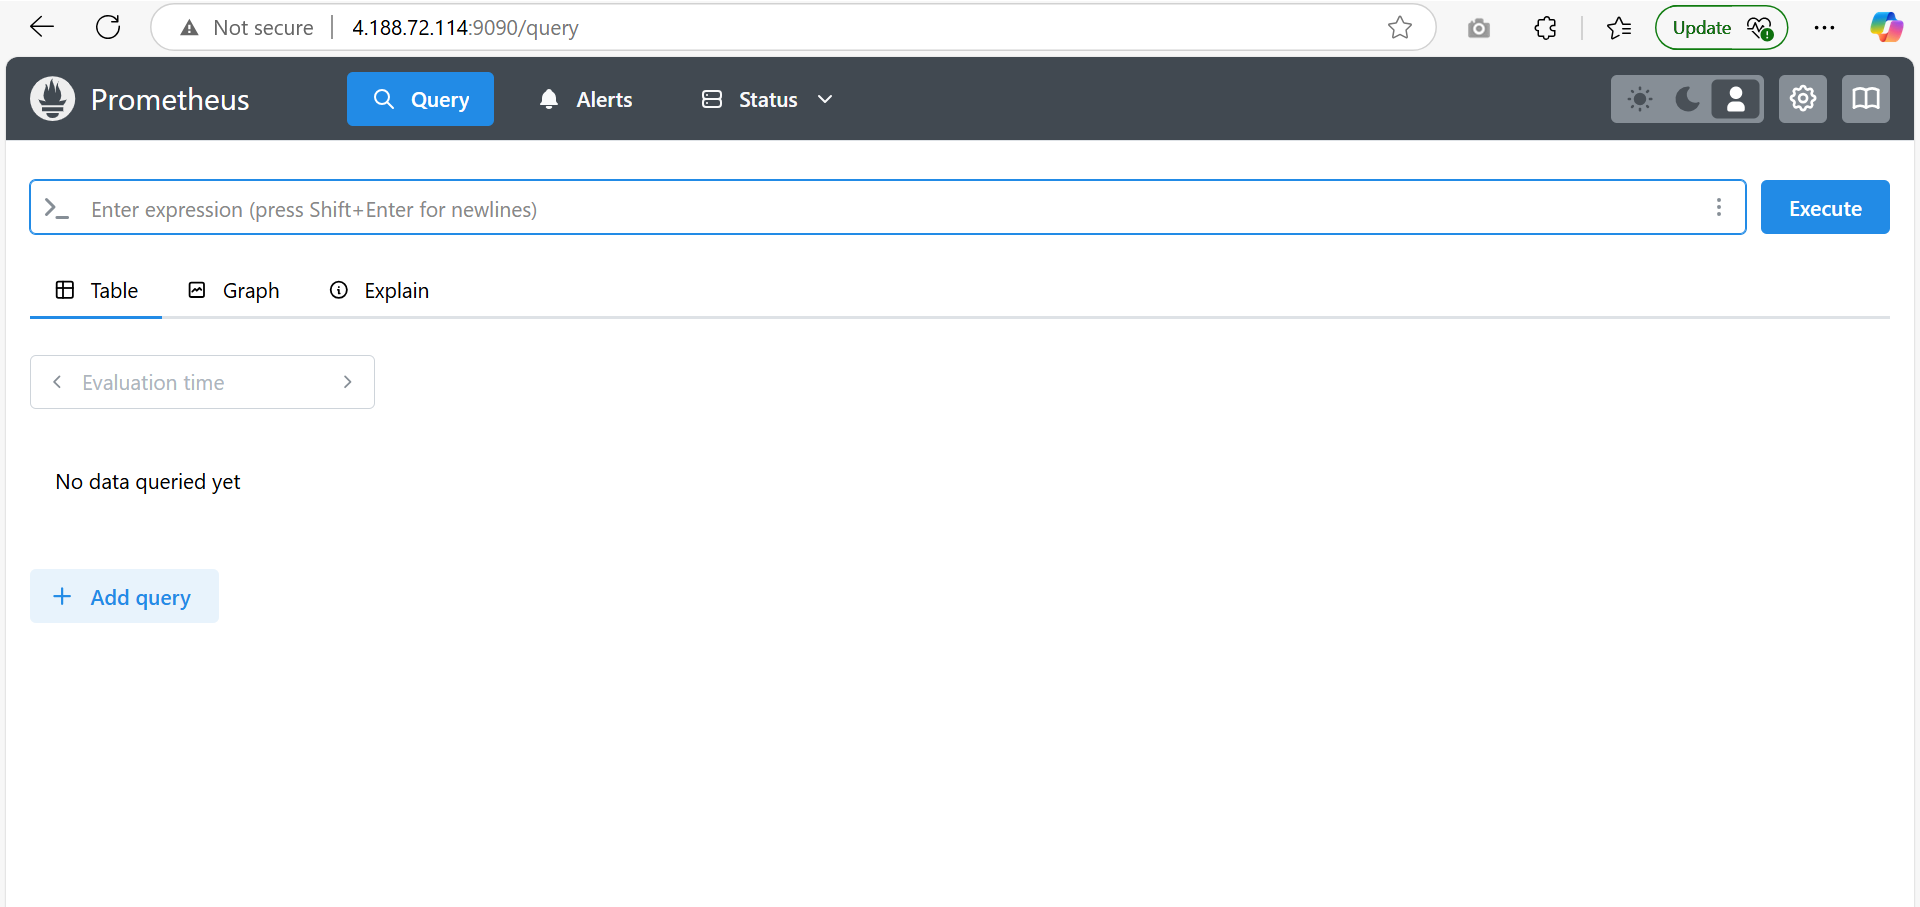 Not secure 4.188.72.114:9090/query Update
Prometheus Query Alerts Status
>_ Enter expression (press Shift+Enter for newlines) Execute
Table Graph Explain
Evaluation time
No data queried yet
+ Add query